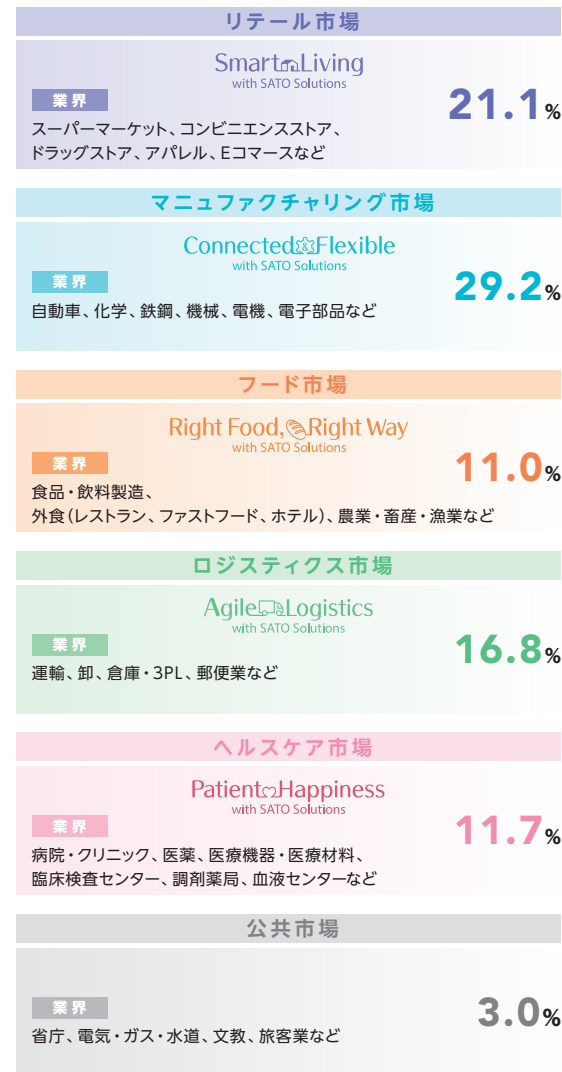 リテール市場
Smart Living
with SATO Solutions
業界
21.1%
スーパーマーケット、コンビニエンスストア、
ドラッグストア、アパレル、Eコマースなど
マニュファクチャリング市場
Connected&Flexible
with SATO Solutions
業界
29.2%
自動車、化学、鉄鋼、機械、電機、電子部品など
フード市場
Right Food, Right Way
with SATO Solutions
業界
11.0%
食品・飲料製造、
外食(レストラン、ファストフード、ホテル)、農業・畜産・漁業など
ロジスティクス市場
Agile Logistics
with SATO Solutions
業界
16.8%
運輸、卸、倉庫・3PL、郵便業など
ヘルスケア市場
Patient Happiness
with SATO Solutions
業界
11.7%
病院・クリニック、医薬、医療機器・医療材料、
臨床検査センター、調剤薬局、血液センターなど
公共市場
業界
3.0%
省庁、電気・ガス・水道、文教、旅客業など